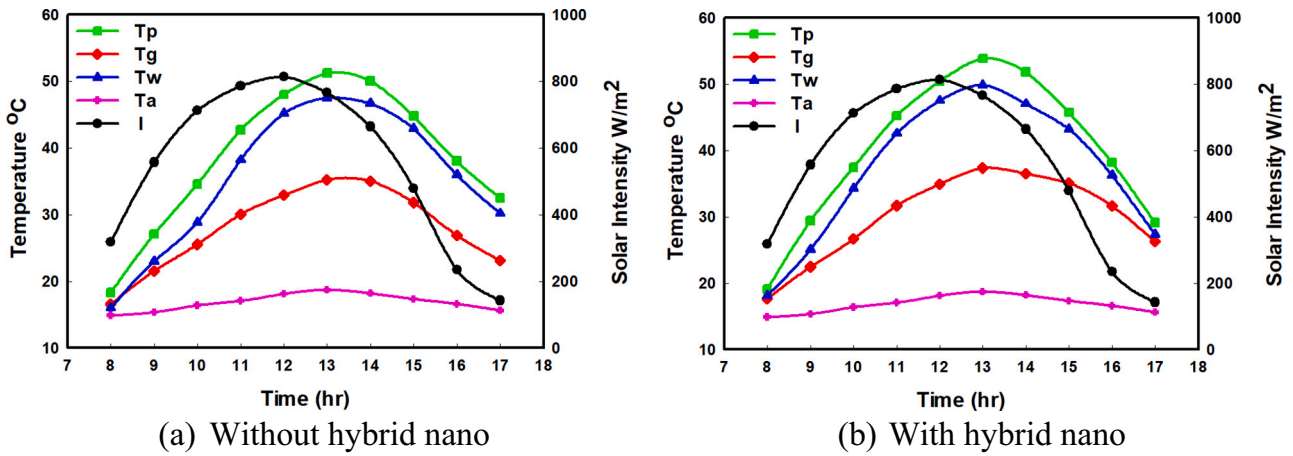 60
50
40
30
20
10
Temperature °C
Tp
Tg
Tw
Ta
I
1000
800
600
400
200
0
Solar Intensity W/m²
7 8 9 10 11 12 13 14 15 16 17 18
Time (hr)
(a) Without hybrid nano
60
50
40
30
20
10
Temperature °C
Tp
Tg
Tw
Ta
I
1000
800
600
400
200
0
Solar Intensity W/m²
7 8 9 10 11 12 13 14 15 16 17 18
Time (hr)
(b) With hybrid nano